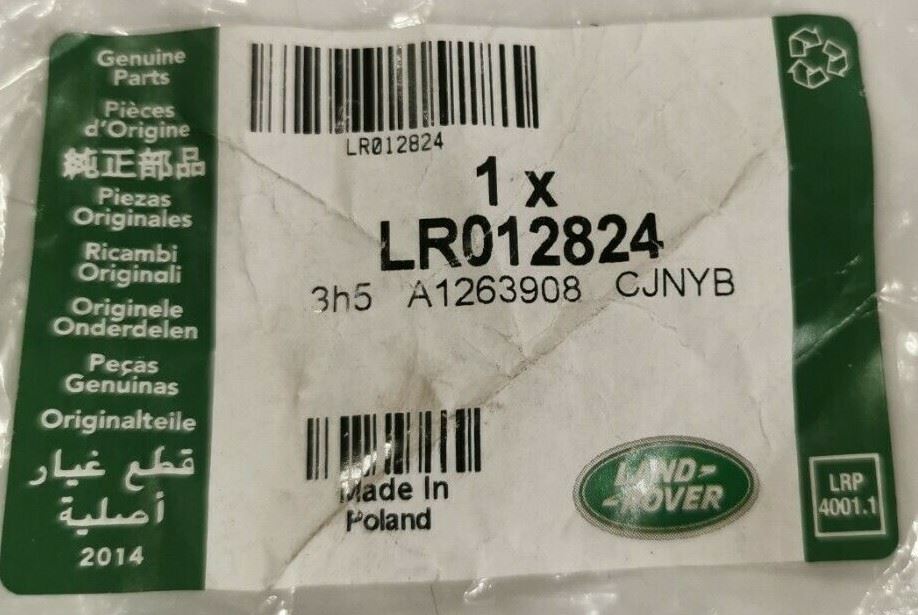 Genuine
Parts
Pièces
d'Origine
純正部品
Piezas
Originales
Ricambi
Originali
Originele
Onderdelen
Peças
Genuinas
Originalteile
قطع غيار
أصلية
2014
LR012824
1 x
LR012824
3h5 A1263908 CJNYB
Made In
Poland
LAND-
-ROVER
LRP
4001.1